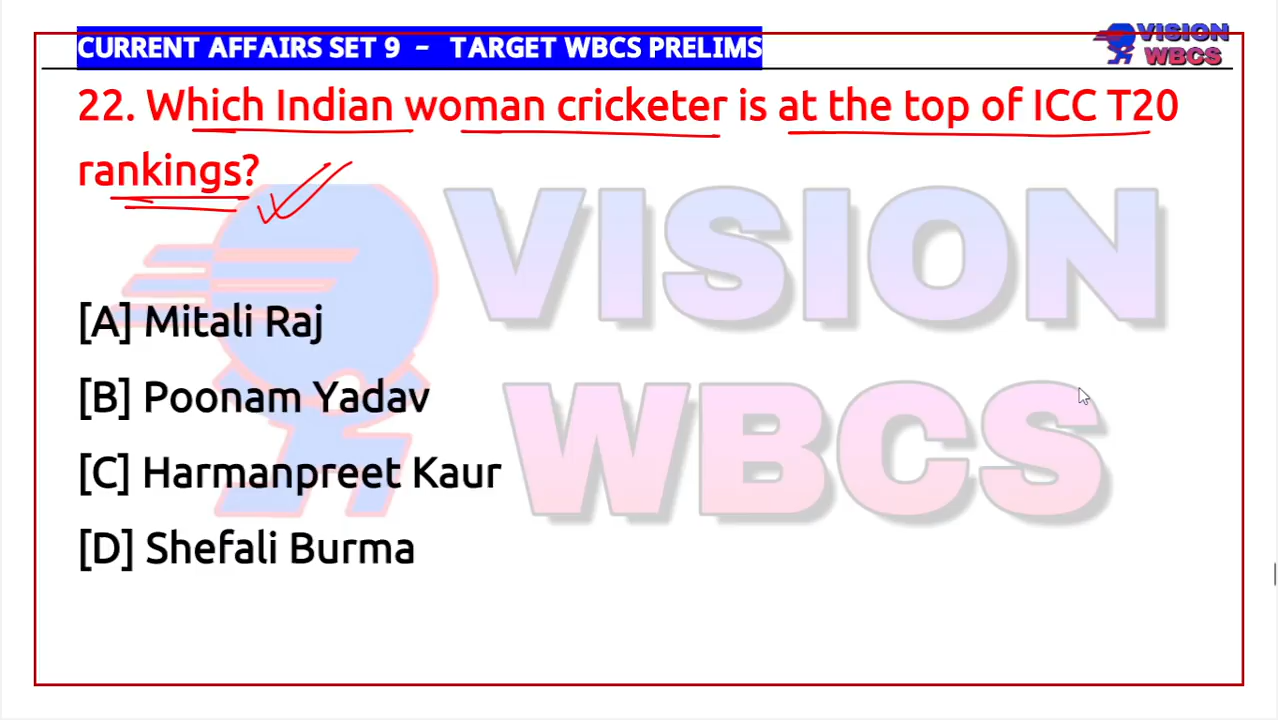 CURRENT AFFAIRS SET 9 - TARGET WBCS PRELIMS
VISION
WBCS
22. Which Indian woman cricketer is at the top of ICC T20
rankings?
VISION
WBCS
[A] Mitali Raj
[B] Poonam Yadav
[C] Harmanpreet Kaur
[D] Shefali Burma